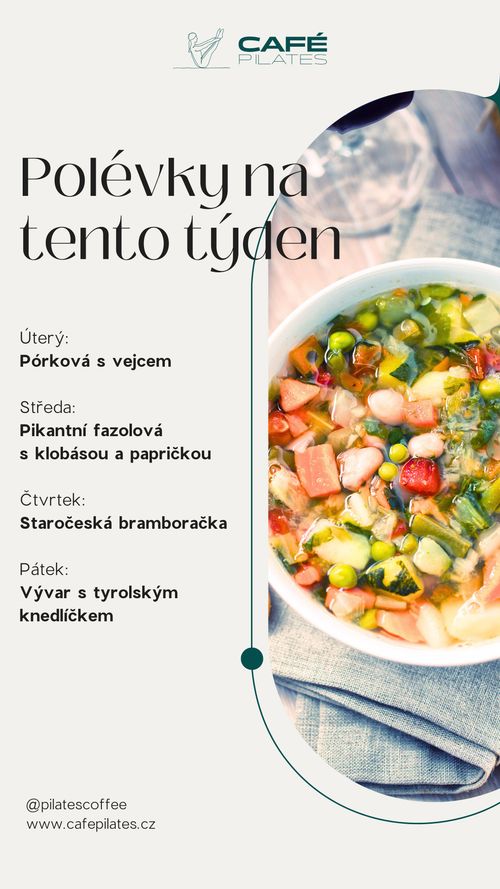 CAFÉ
PILATES
Polévky na
tento týden
Úterý:
Pórková s vejcem
Středa:
Pikantní fazolová
s klobásou a papričkou
Čtvrtek:
Staročeská bramboračka
Pátek:
Vývar s tyrolským
knedlíčkem
@pilatescoffee
www.cafepilates.cz